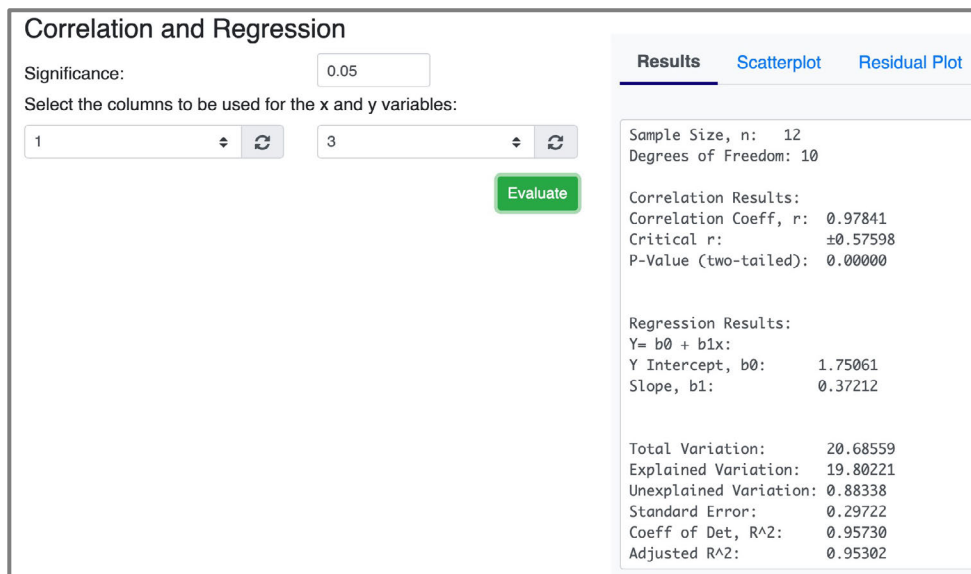 Correlation and Regression
Significance:
0.05
Select the columns to be used for the x and y variables:
1
3
Evaluate
Results Scatterplot Residual Plot
Sample Size, n: 12
Degrees of Freedom: 10
Correlation Results:
Correlation Coeff, r: 0.97841
Critical r: ±0.57598
P-Value (two-tailed): 0.00000
Regression Results:
Y= b0 + b1x:
Y Intercept, b0: 1.75061
Slope, b1: 0.37212
Total Variation: 20.68559
Explained Variation: 19.80221
Unexplained Variation: 0.88338
Standard Error: 0.29722
Coeff of Det, R^2: 0.95730
Adjusted R^2: 0.95302